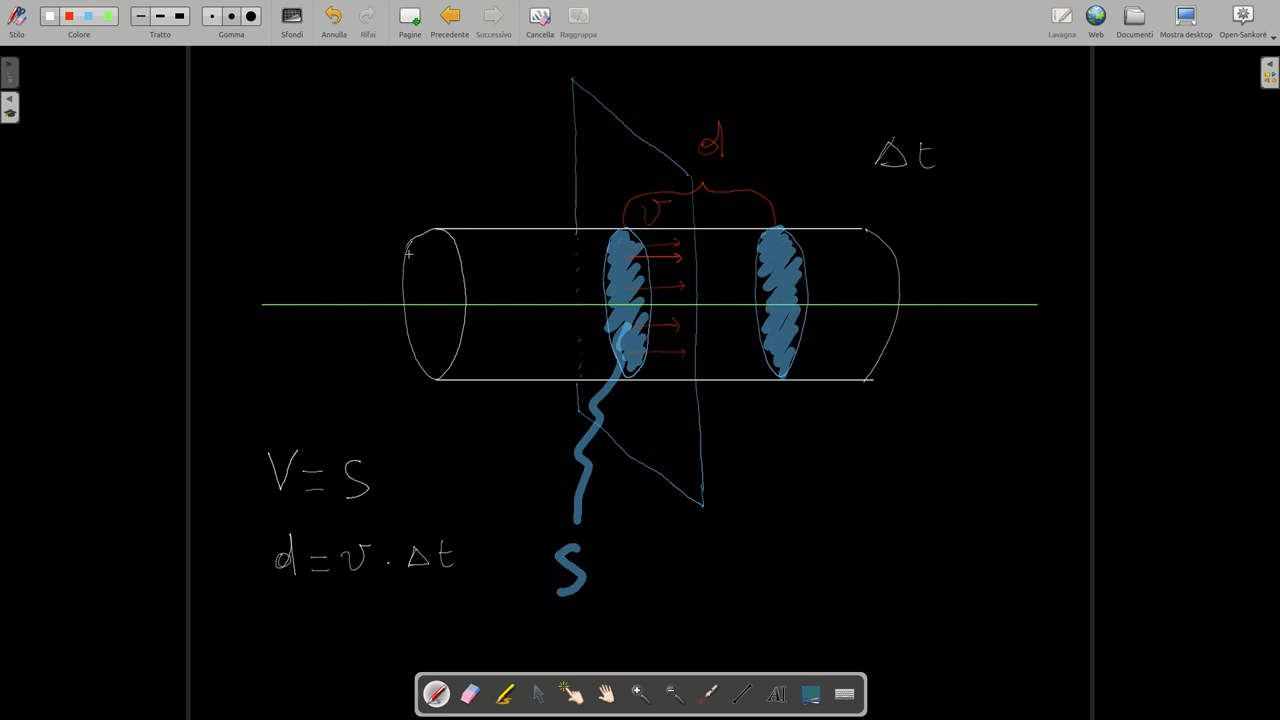 Stilo Colore Tratto Gomma Sfondi Annulla Rifai Pagine Precedente Successivo Cancella Raggruppa Lavagna Web Documenti Mostra desktop Open-Sankoré
d
Δt
v
V = S
d = v · Δt
S
AI